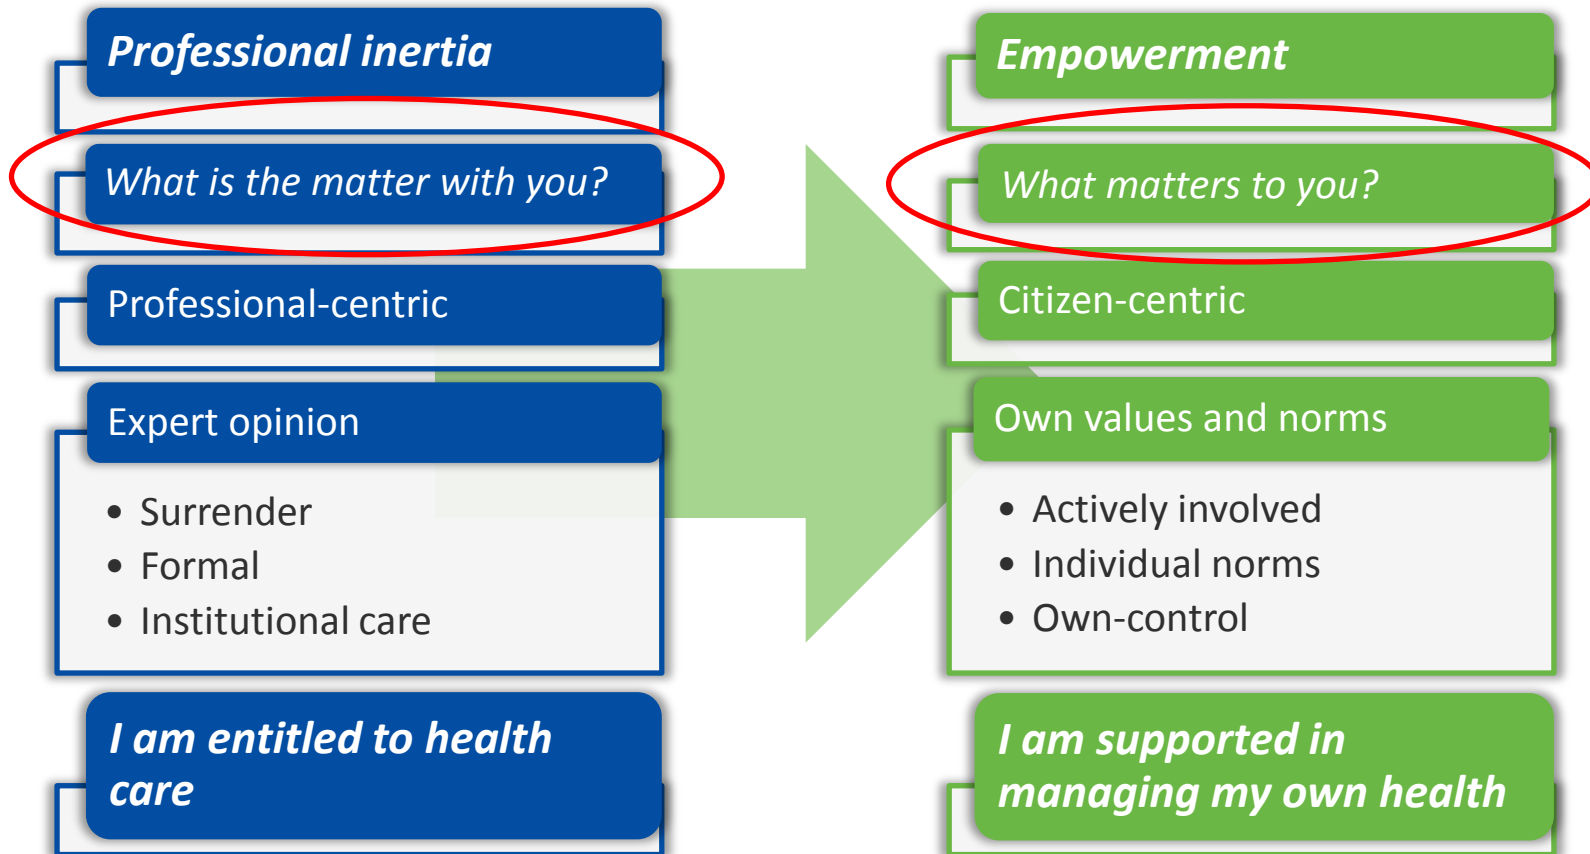 Professional inertia
What is the matter with you?
Professional-centric
Expert opinion
• Surrender
• Formal
• Institutional care
I am entitled to health
care
Empowerment
What matters to you?
Citizen-centric
Own values and norms
• Actively involved
• Individual norms
• Own-control
I am supported in
managing my own health